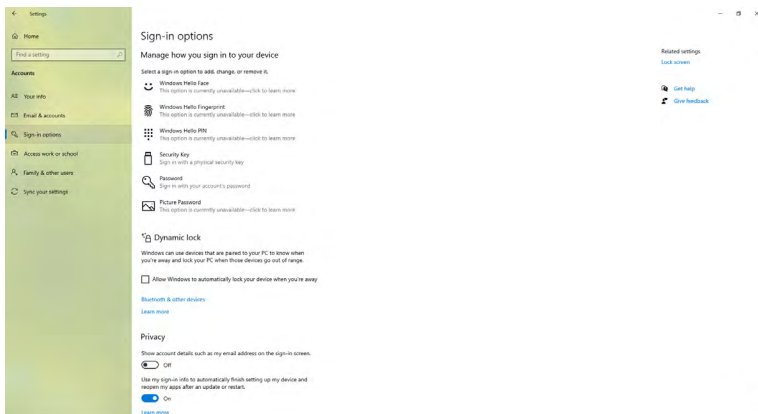 Settings
Home
Find a setting
Accounts
Your info
Email & accounts
Sign-in options
Access work or school
Family & other users
Sync your settings
Sign-in options
Manage how you sign in to your device
Select a sign-in option to add, change, or remove it.
Windows Hello Face
This option is currently unavailable—click to learn more
Windows Hello Fingerprint
This option is currently unavailable—click to learn more
Windows Hello PIN
This option is currently unavailable—click to learn more
Security Key
Sign in with a physical security key
Password
Sign in with your account's password
Picture Password
This option is currently unavailable—click to learn more
Dynamic lock
Windows can use devices that are paired to your PC to know when
you're away and lock your PC when those devices go out of range.
Allow Windows to automatically lock your device when you're away
Bluetooth & other devices
Learn more
Privacy
Show account details such as my email address on the sign-in screen.
Off
Use my sign-in info to automatically finish setting up my device and
reopen my apps after an update or restart.
On
Learn more
Related settings
Lock screen
Get help
Give feedback